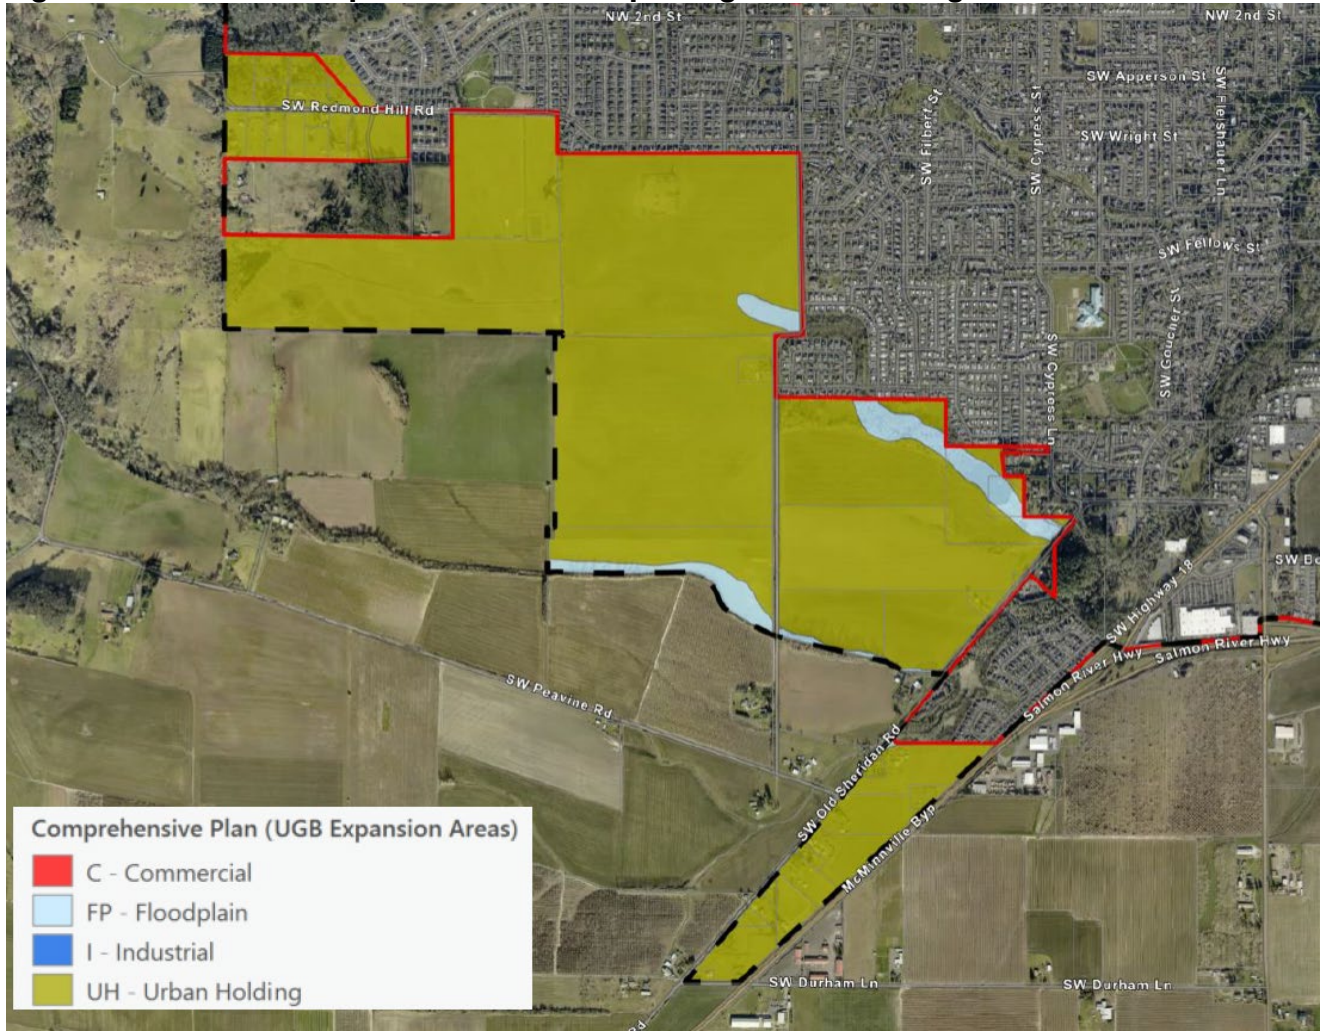 NW 2nd St
NW 2nd St
SW Apperson St
SW Fleishauer Ln
SW Redmond Hill Rd
SW Filbert St
SW Cypress St
SW Wright St
SW Fellows St
SW Goucher St
SW Cypress Ln
SW Highway 18
Salmon River Hwy
Salmon River Hwy
SW Peavine Rd
SW Old Sheridan Rd
McMinnville Byp
SW Durham Ln
SW Durham Ln
Rd
Comprehensive Plan (UGB Expansion Areas)
C - Commercial
FP - Floodplain
I - Industrial
UH - Urban Holding